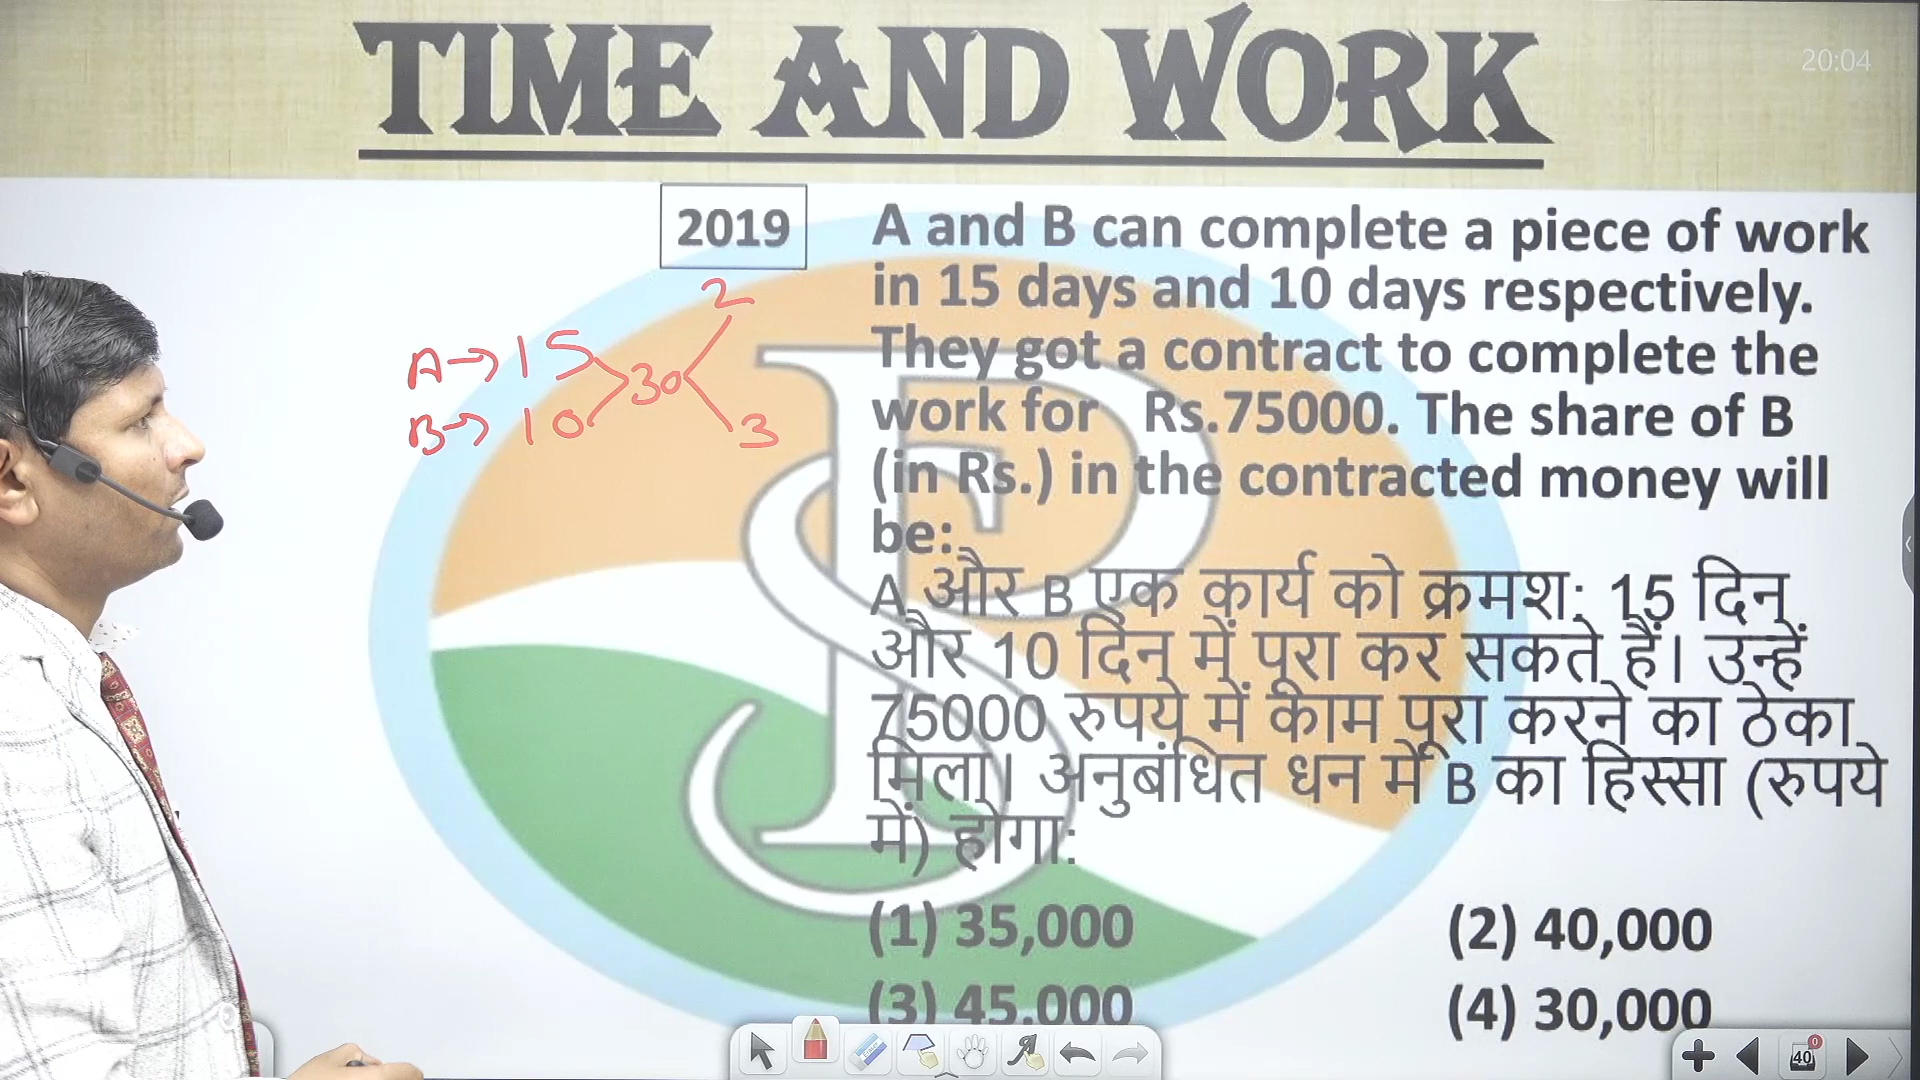 TIME AND WORK
20:04
2019
A and B can complete a piece of work
in 15 days and 10 days respectively.
They got a contract to complete the
work for Rs.75000. The share of B
(in Rs.) in the contracted money will
be:
A और B एक कार्य को क्रमश: 15 दिन
और 10 दिन में पूरा कर सकते हैं। उन्हें
75000 रुपये में काम पूरा करने का ठेका
मिला। अनुबंधित धन में B का हिस्सा (रुपये
में) होगा:
(1) 35,000 (2) 40,000
(3) 45,000 (4) 30,000
2
A→ 15
30
B→ 10
3
40
0